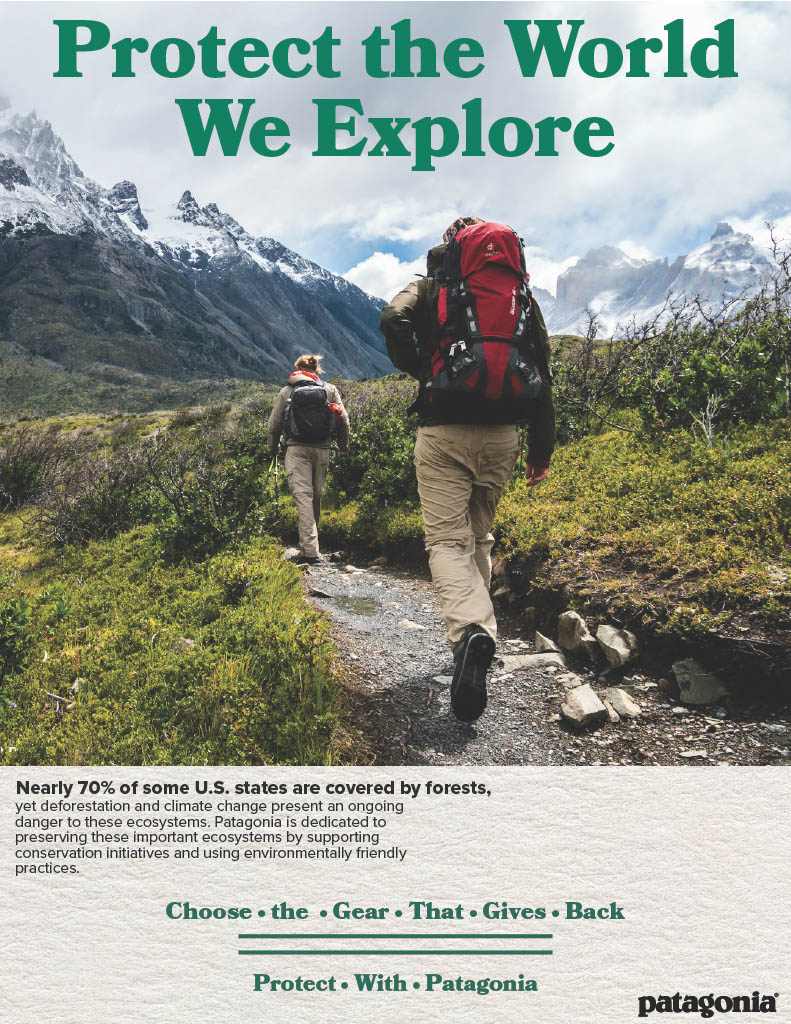 Protect the World
We Explore
Nearly 70% of some U.S. states are covered by forests,
yet deforestation and climate change present an ongoing
danger to these ecosystems. Patagonia is dedicated to
preserving these important ecosystems by supporting
conservation initiatives and using environmentally friendly
practices.
Choose • the • Gear • That • Gives • Back
Protect • With • Patagonia
patagonia®